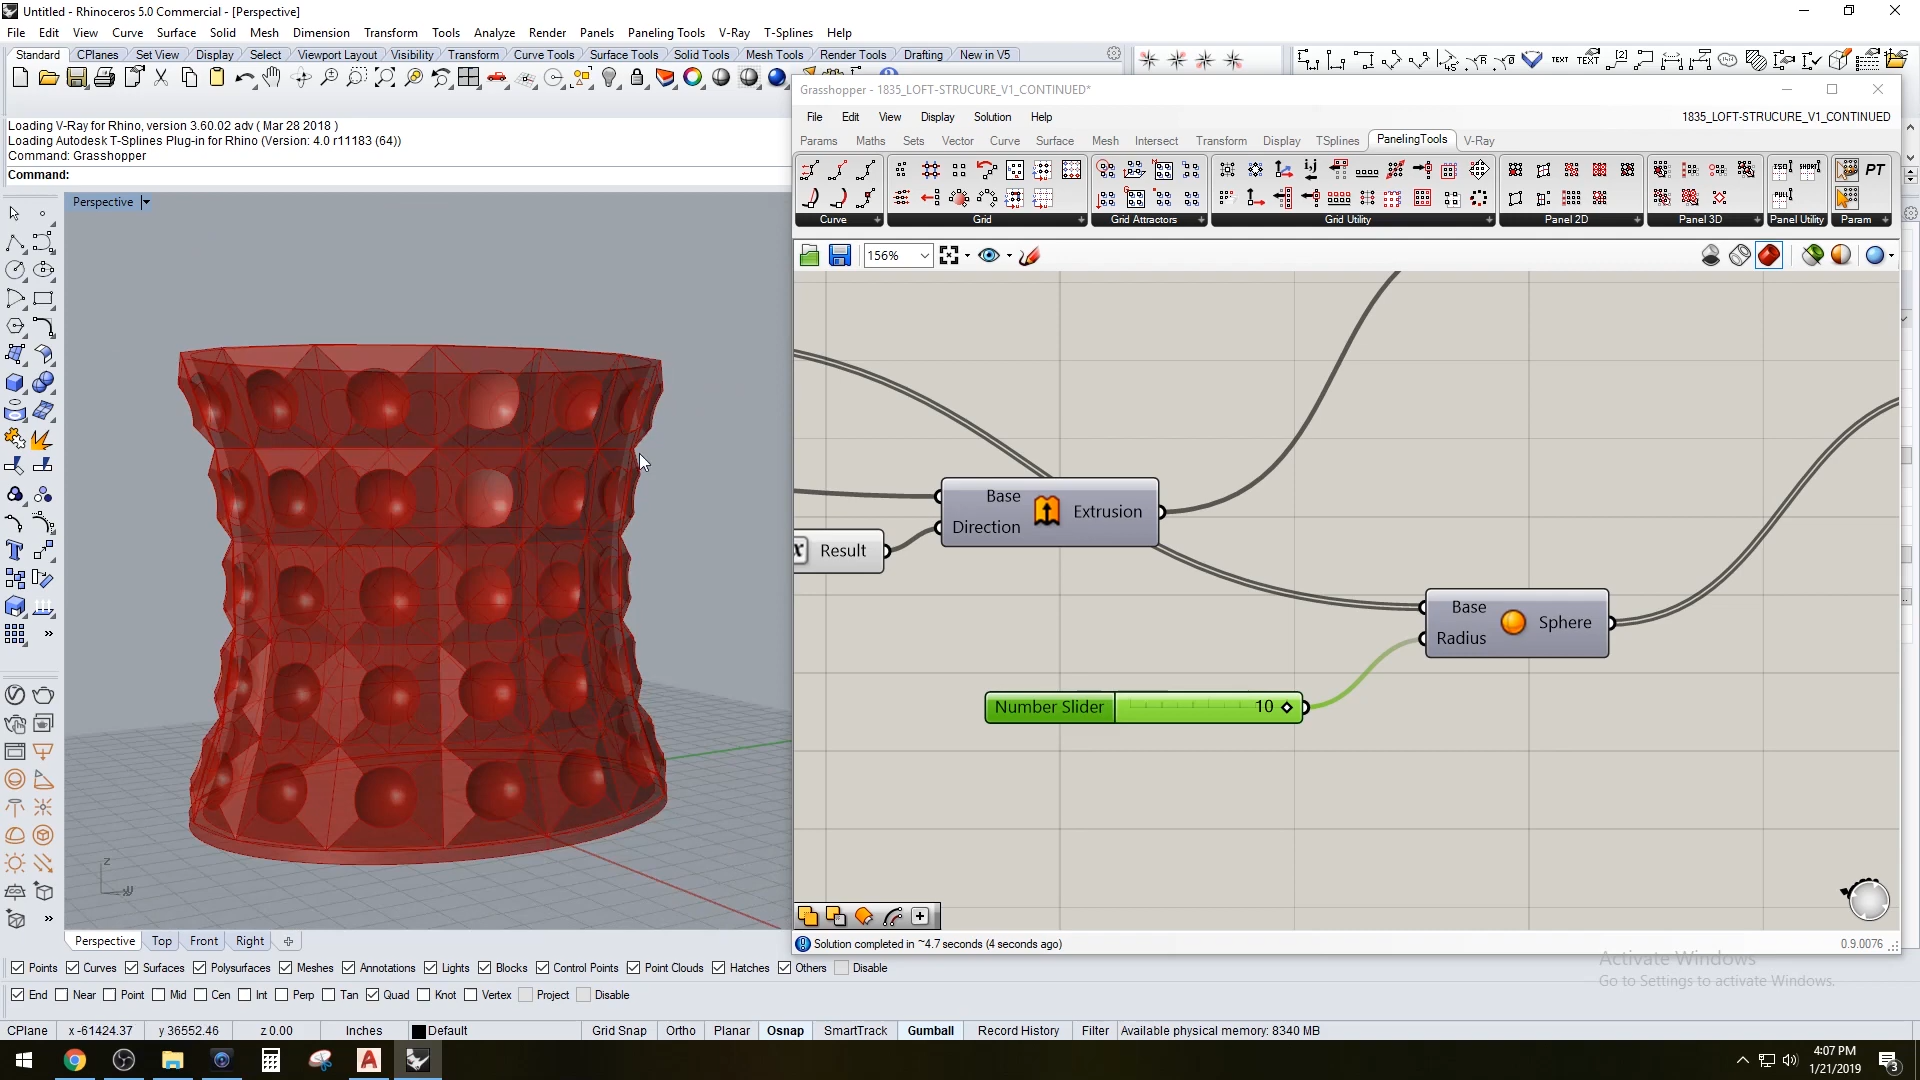 Untitled - Rhinoceros 5.0 Commercial - [Perspective]
File Edit View Curve Surface Solid Mesh Dimension Transform Tools Analyze Render Panels Paneling Tools V-Ray T-Splines Help
Standard CPlanes Set View Display Select Viewport Layout Visibility Transform Curve Tools Surface Tools Solid Tools Mesh Tools Render Tools Drafting New in V5
Loading V-Ray for Rhino, version 3.60.02 adv ( Mar 28 2018 )
Loading Autodesk T-Splines Plug-in for Rhino (Version: 4.0 r11183 (64))
Command: Grasshopper
Command:
Perspective
Grasshopper - 1835_LOFT-STRUCURE_V1_CONTINUED*
File Edit View Display Solution Help
1835_LOFT-STRUCURE_V1_CONTINUED
Params Maths Sets Vector Curve Surface Mesh Intersect Transform Display TSplines PanelingTools V-Ray
PT
Curve Grid Grid Attractors Grid Utility Panel 2D Panel 3D Panel Utility Param
156%
Base
Direction
Extrusion
Result
Base
Radius
Sphere
Number Slider 10
z
y
Solution completed in ~4.7 seconds (4 seconds ago)
0.9.0076
Activate Windows
Go to Settings to activate Windows.
Perspective Top Front Right
Points Curves Surfaces Polysurfaces Meshes Annotations Lights Blocks Control Points Point Clouds Hatches Others Disable
End Near Point Mid Cen Int Perp Tan Quad Knot Vertex Project Disable
CPlane x -61424.37 y 36552.46 z 0.00 Inches Default Grid Snap Ortho Planar Osnap SmartTrack Gumball Record History Filter Available physical memory: 8340 MB
4:07 PM
1/21/2019
3